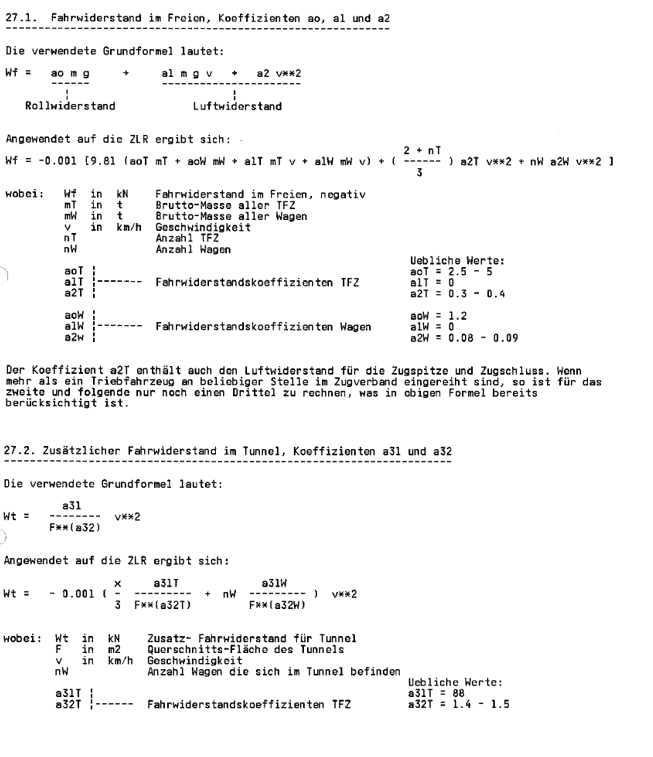 27.1. Fahrwiderstand im Freien, Koeffizienten ao, al und a2
Die verwendete Grundformel lautet:
Wf = ao m g + al m g v + a2 v**2
Rollwiderstand Luftwiderstand
Angewendet auf die ZLR ergibt sich:
2 + nT
Wf = -0.001 [9.81 (aoT mT + aoW mW + alT mT v + alW mW v) + ( ------ ) a2T v**2 + nW a2W v**2 ]
3
wobei: Wf in kN Fahrwiderstand im Freien, negativ
mT in t Brutto-Masse aller TFZ
mW in t Brutto-Masse aller Wagen
v in km/h Geschwindigkeit
nT Anzahl TFZ
nW Anzahl Wagen
Uebliche Werte:
aoT ¦ aoT = 2.5 - 5
alT ¦------- Fahrwiderstandskoeffizienten TFZ alT = 0
a2T ¦ a2T = 0.3 - 0.4
aoW ¦ aoW = 1.2
alW ¦------- Fahrwiderstandskoeffizienten Wagen alW = 0
a2w ¦ a2W = 0.08 - 0.09
Der Koeffizient a2T enthält auch den Luftwiderstand für die Zugspitze und Zugschluss. Wenn
mehr als ein Triebfahrzeug an beliebiger Stelle im Zugverband eingereiht sind, so ist für das
zweite und folgende nur noch einen Drittel zu rechnen, was in obigen Formel bereits
berücksichtigt ist.
27.2. Zusätzlicher Fahrwiderstand im Tunnel, Koeffizienten a31 und a32
Die verwendete Grundformel lautet:
a31
Wt = -------- v**2
F**(a32)
Angewendet auf die ZLR ergibt sich:
x a31T a31W
Wt = - 0.001 ( - --------- + nW --------- ) v**2
3 F**(a32T) F**(a32W)
wobei: Wt in kN Zusatz- Fahrwiderstand für Tunnel
F in m2 Querschnitts-Fläche des Tunnels
v in km/h Geschwindigkeit
nW Anzahl Wagen die sich im Tunnel befinden
Uebliche Werte:
a31T ¦ a31T = 88
a32T ¦------ Fahrwiderstandskoeffizienten TFZ a32T = 1.4 - 1.5